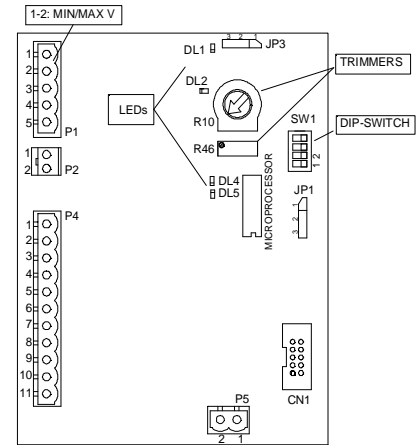 1-2: MIN/MAX V
3 2 1
DL1
JP3
1
2
3
4
5
P1
DL2
LEDs
TRIMMERS
R10
SW1
DIP-SWITCH
1
2
P2
R46
1 2
DL4
DL5
MICROPROCESSOR
JP1
1
2
3
P4
1
2
3
4
5
6
7
8
9
10
11
CN1
P5
2 1